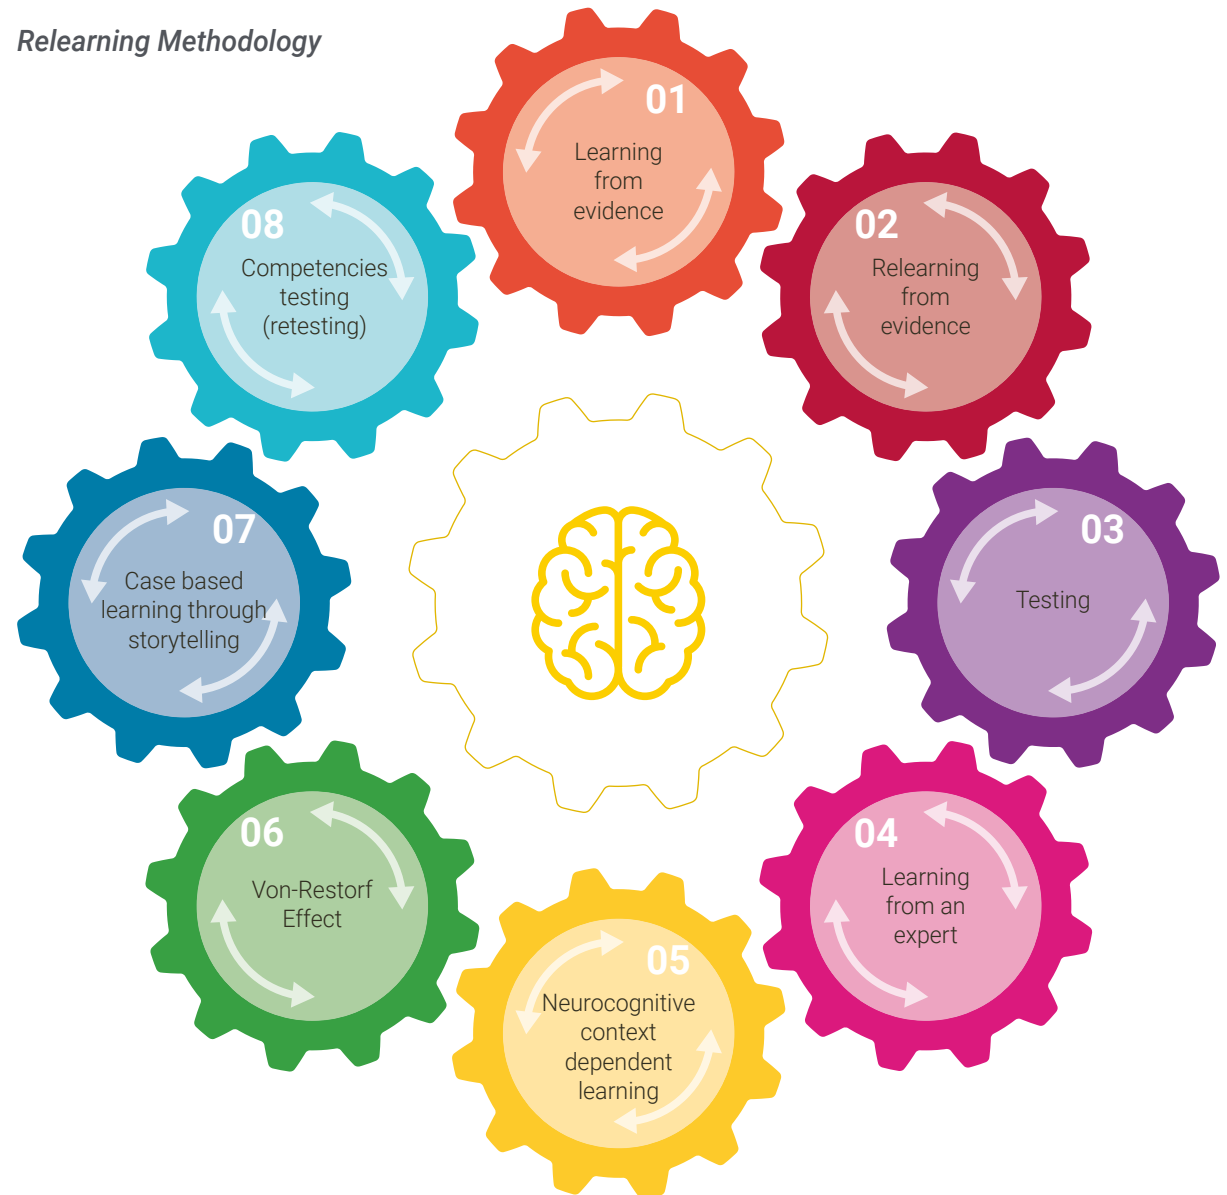 Relearning Methodology
01
Learning
from
evidence
02
Relearning
from
evidence
03
Testing
04
Learning
from an
expert
05
Neurocognitive
context
dependent
learning
06
Von-Restorf
Effect
07
Case based
learning through
storytelling
08
Competencies
testing
(retesting)